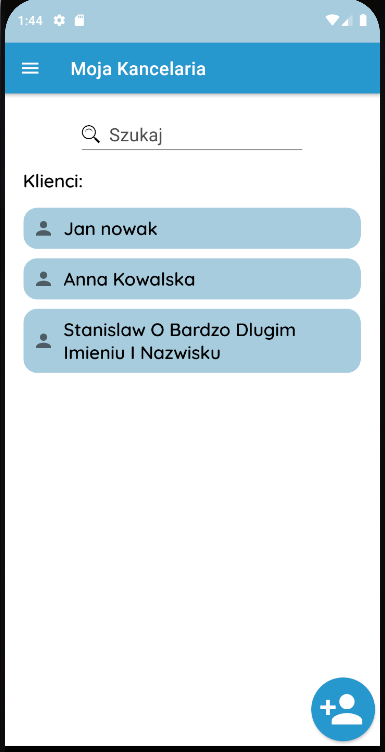 1:44
Moja Kancelaria
Szukaj
Klienci:
Jan nowak
Anna Kowalska
Stanislaw O Bardzo Dlugim
Imieniu I Nazwisku